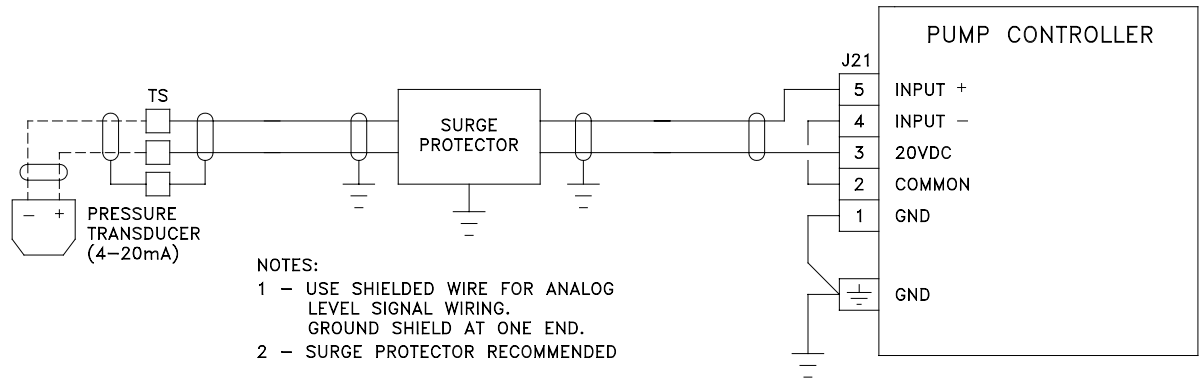 PUMP CONTROLLER
J21
5 INPUT +
4 INPUT –
3 20VDC
2 COMMON
1 GND
GND
TS
SURGE
PROTECTOR
– +
PRESSURE
TRANSDUCER
(4–20mA)
NOTES:
1 – USE SHIELDED WIRE FOR ANALOG
LEVEL SIGNAL WIRING.
GROUND SHIELD AT ONE END.
2 – SURGE PROTECTOR RECOMMENDED